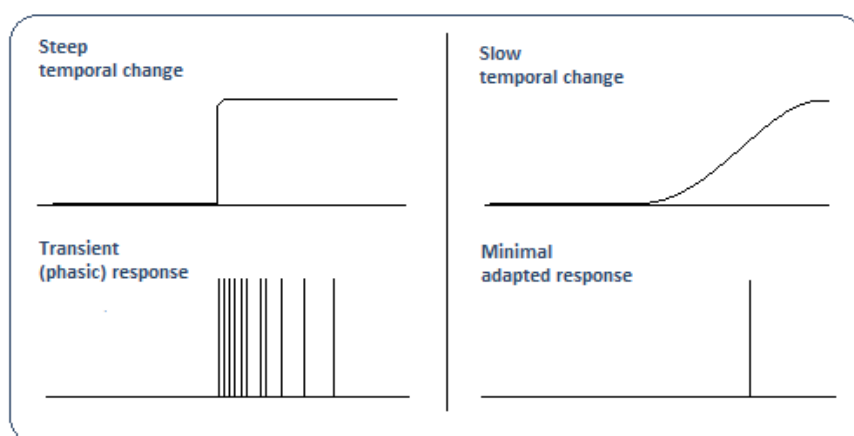 Steep
temporal change
Slow
temporal change
Transient
(phasic) response
Minimal
adapted response